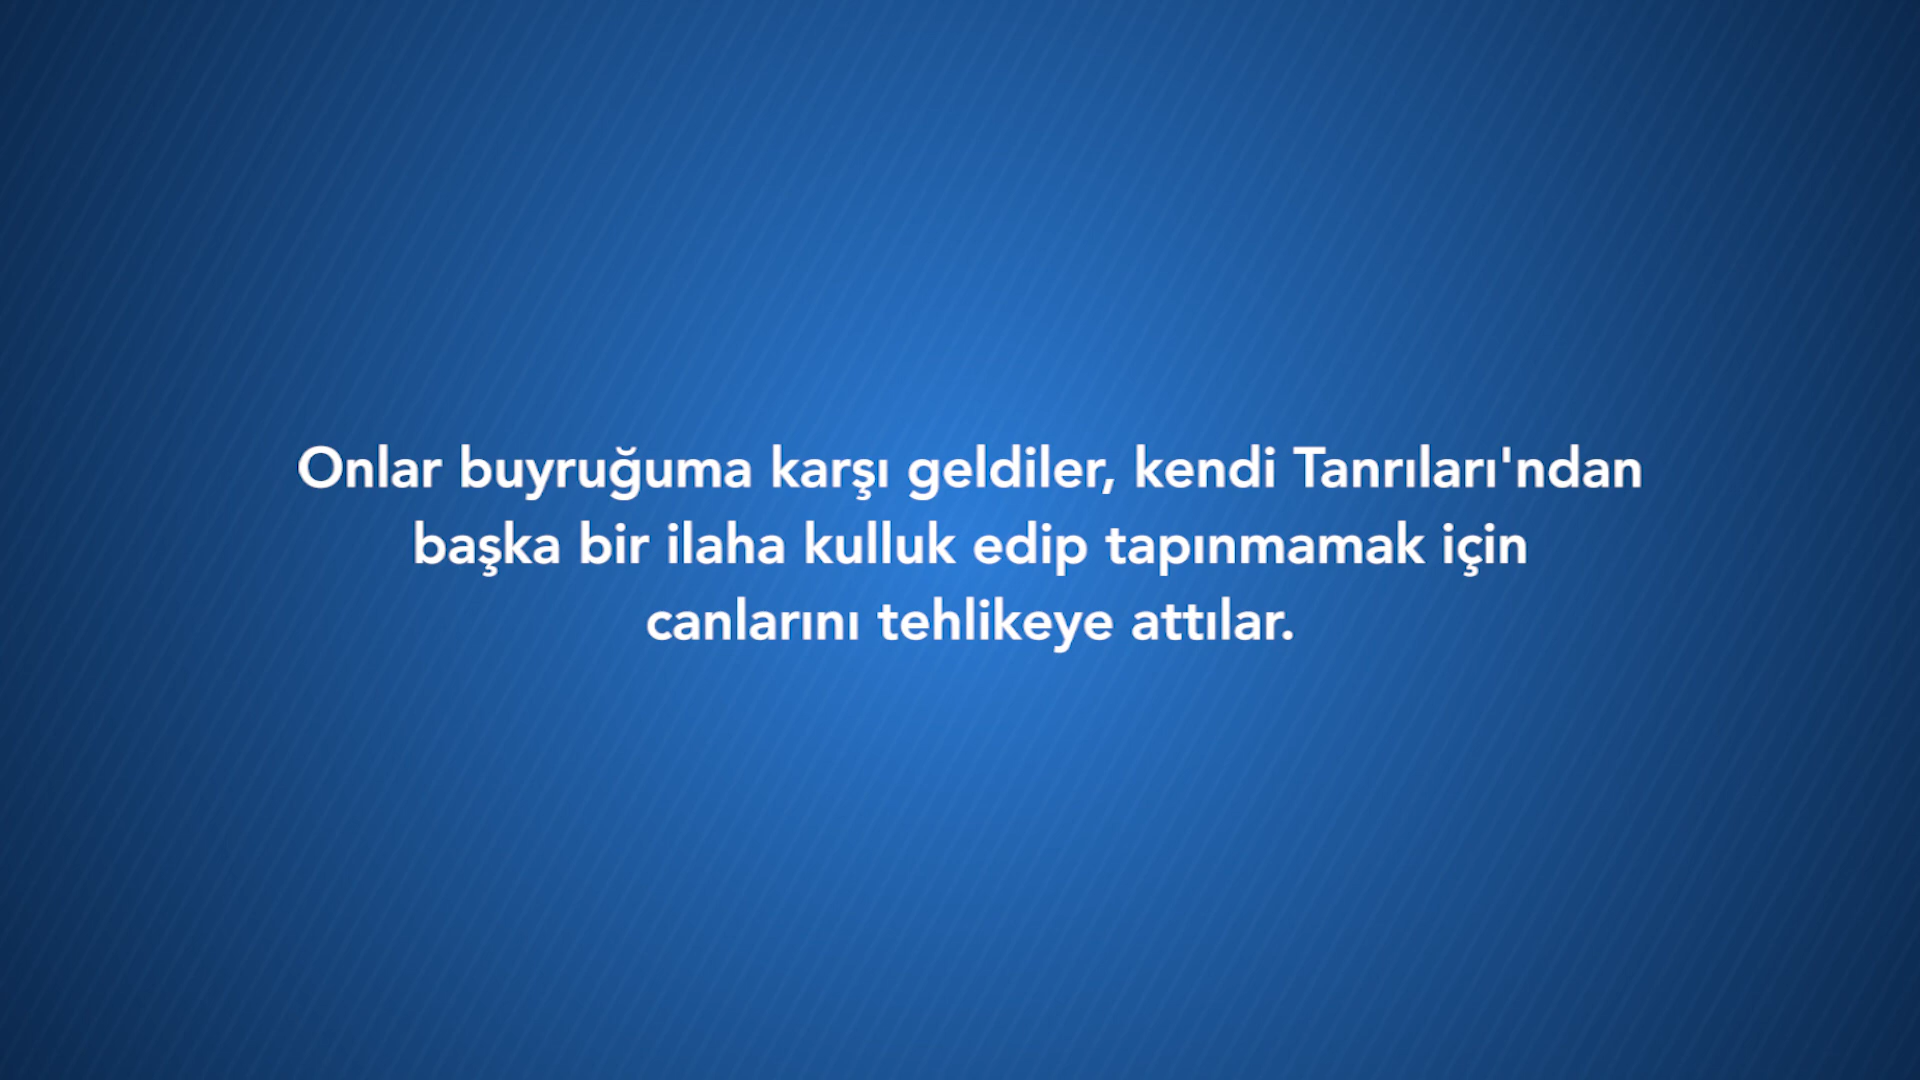 Onlar buyruğuma karşı geldiler, kendi Tanrıları'ndan
başka bir ilaha kulluk edip tapınmamak için
canlarını tehlikeye attılar.